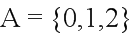 A = {0,1,2}